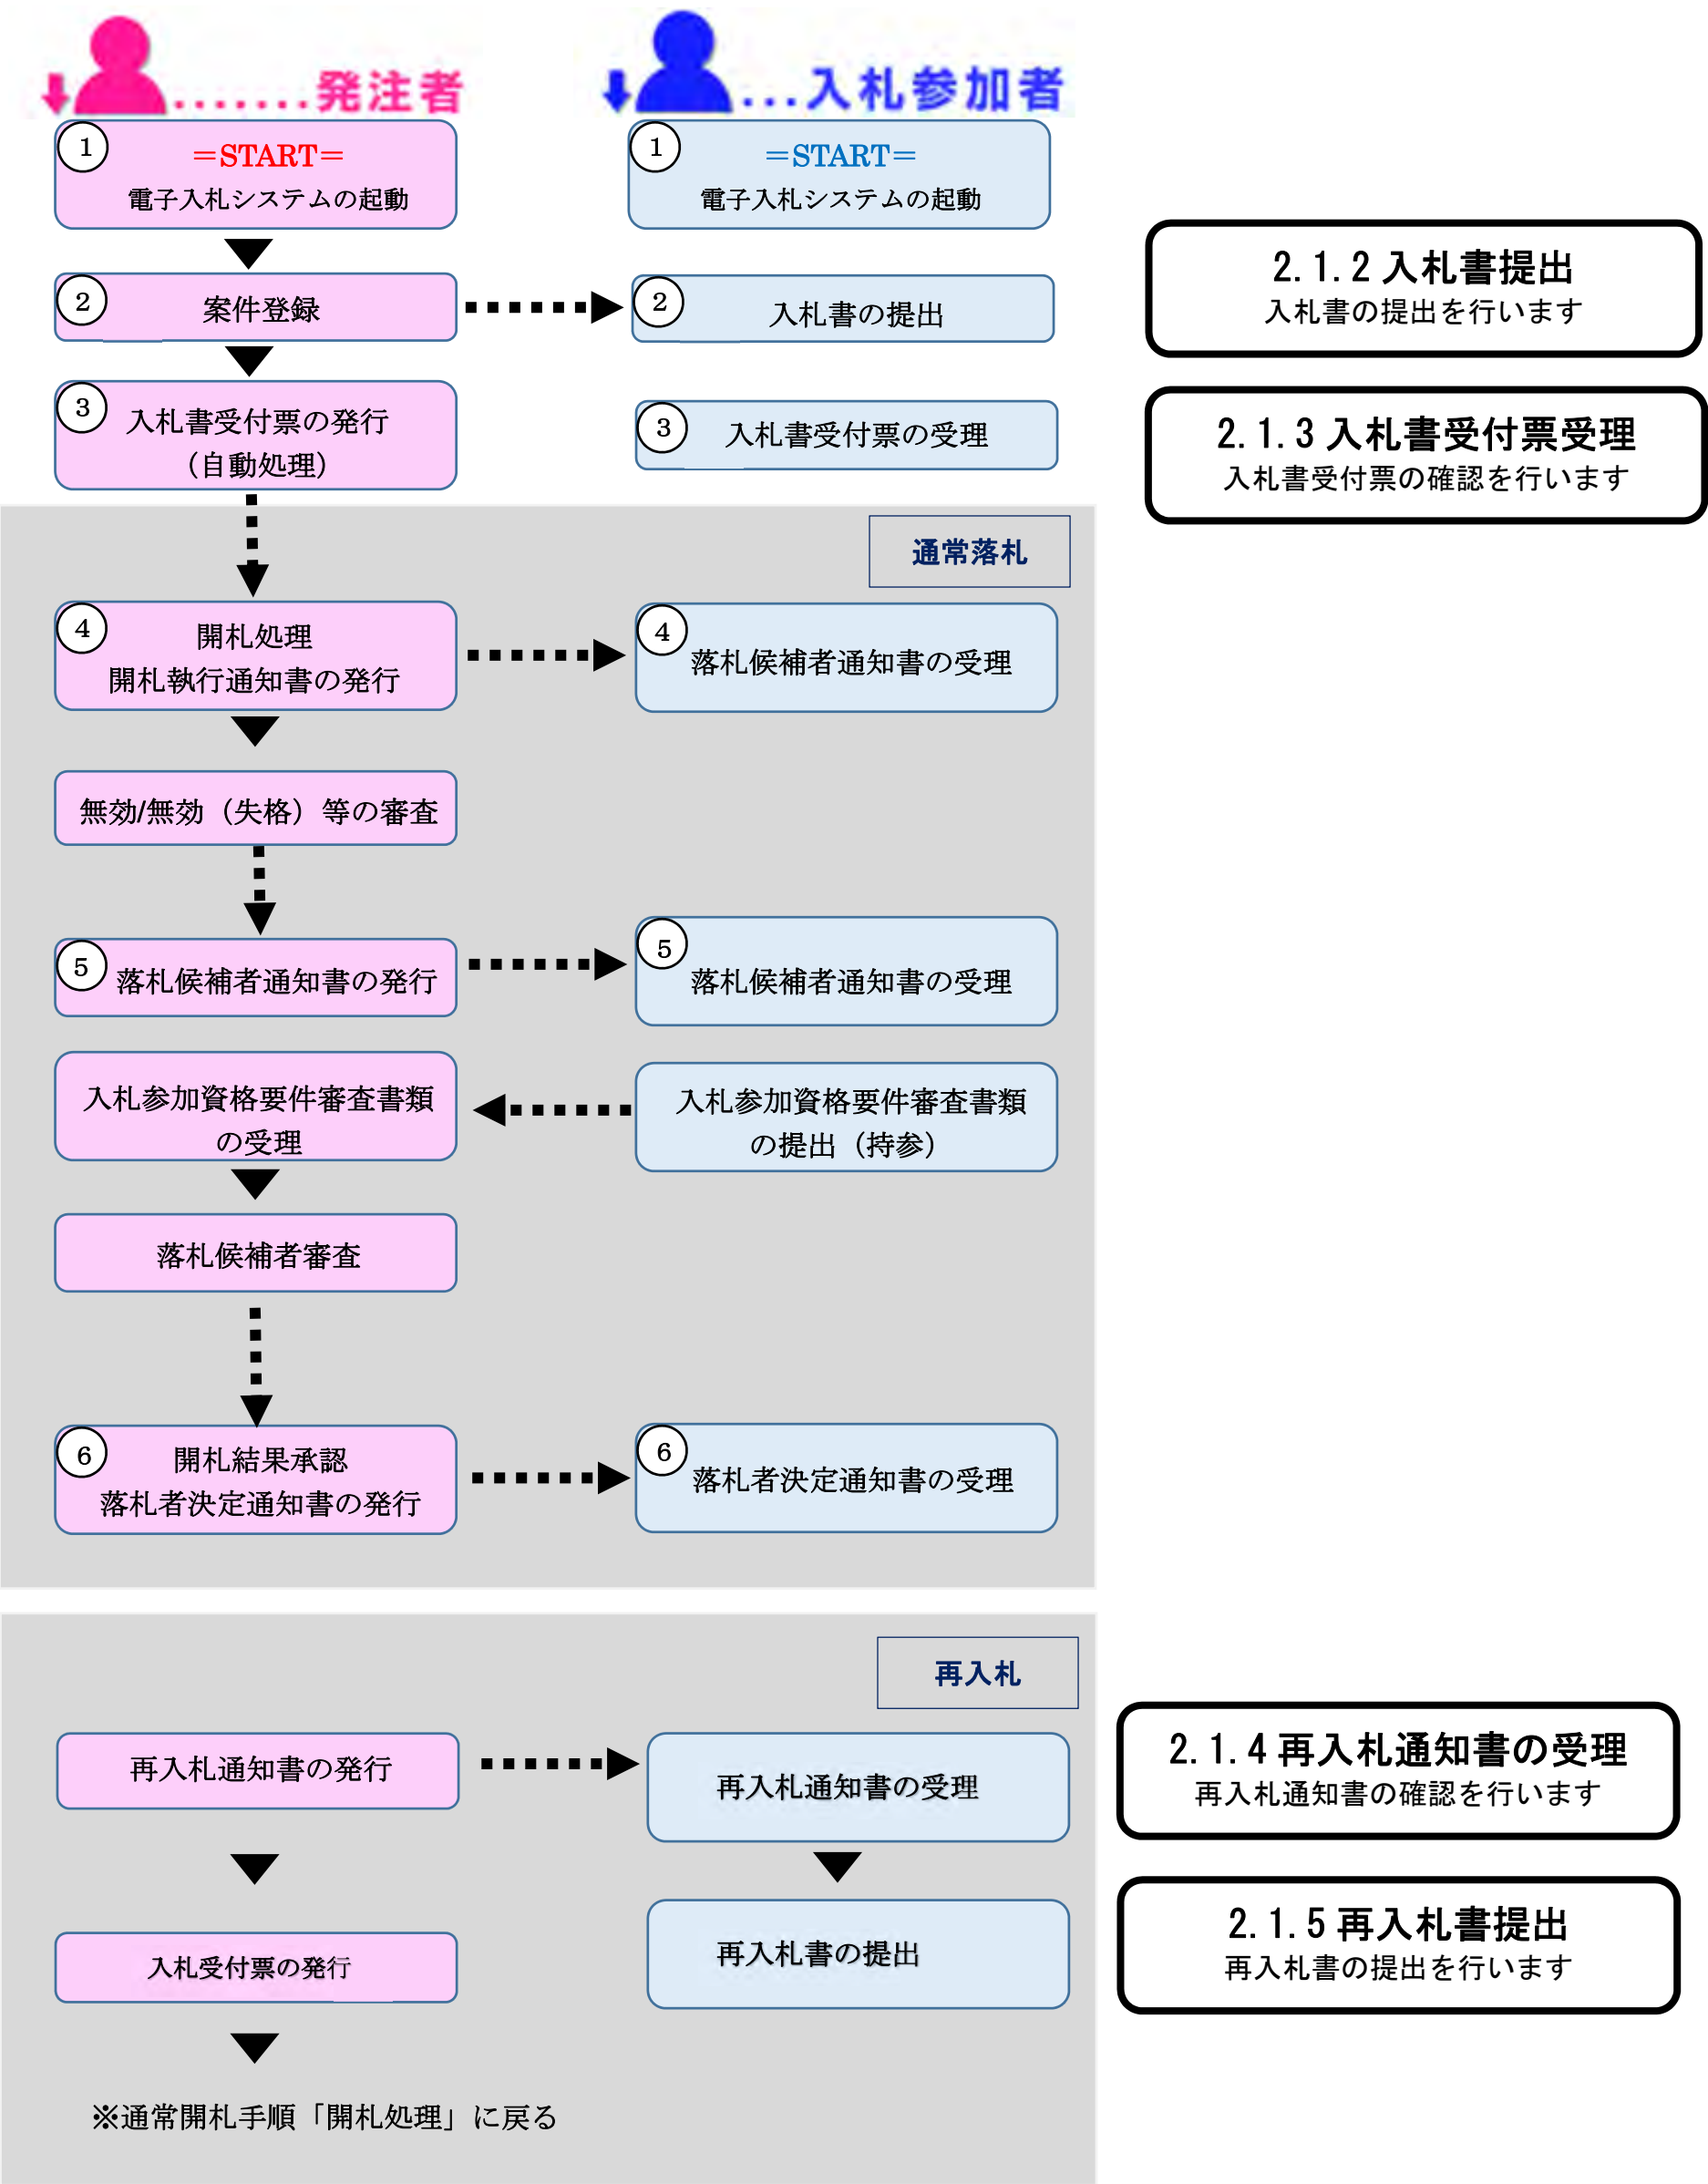 .......発注者
...入札参加者
1
=START=
電子入札システムの起動
1
=START=
電子入札システムの起動
2
案件登録
2
入札書の提出
2.1.2 入札書提出
入札書の提出を行います
3
入札書受付票の発行
（自動処理）
3
入札書受付票の受理
2.1.3 入札書受付票受理
入札書受付票の確認を行います
通常落札
4
開札処理
開札執行通知書の発行
4
落札候補者通知書の受理
無効/無効（失格）等の審査
5
落札候補者通知書の発行
5
落札候補者通知書の受理
入札参加資格要件審査書類
の受理
入札参加資格要件審査書類
の提出（持参）
落札候補者審査
6
開札結果承認
落札者決定通知書の発行
6
落札者決定通知書の受理
再入札
再入札通知書の発行
再入札通知書の受理
2.1.4 再入札通知書の受理
再入札通知書の確認を行います
入札受付票の発行
再入札書の提出
2.1.5 再入札書提出
再入札書の提出を行います
※通常開札手順「開札処理」に戻る